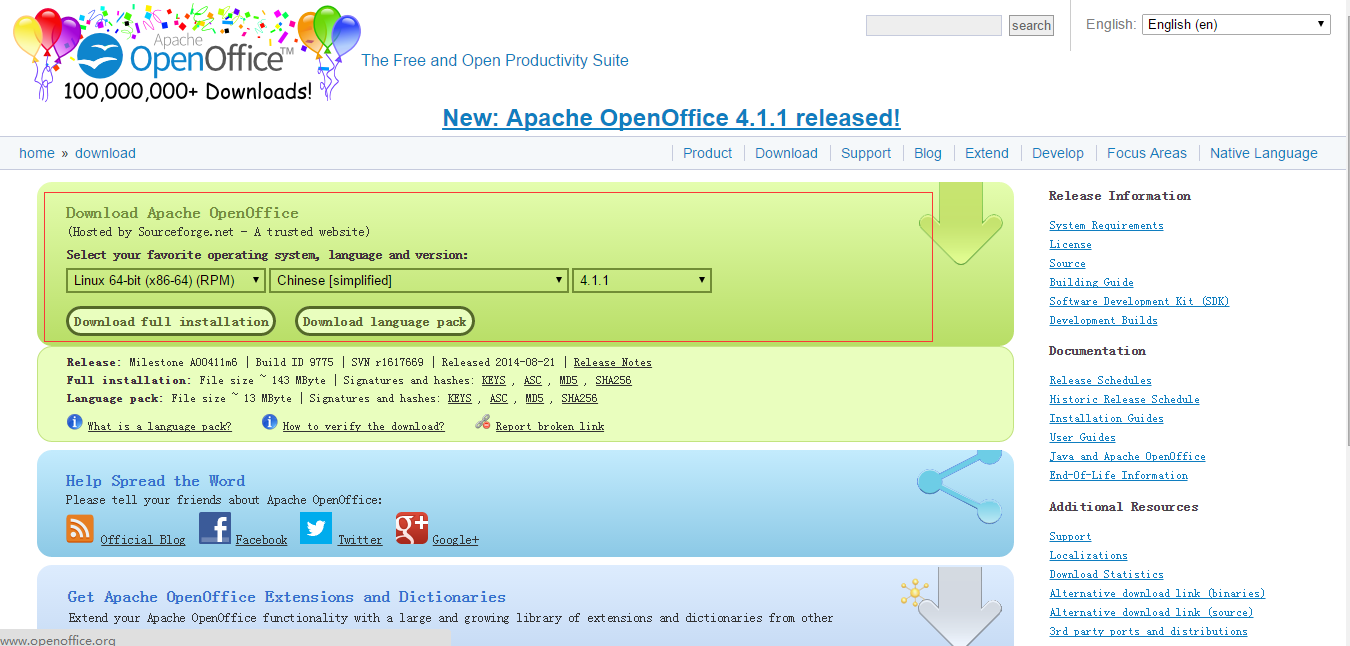 Apache
OpenOffice™
100,000,000+ Downloads!
The Free and Open Productivity Suite
search
English: English (en)
New: Apache OpenOffice 4.1.1 released!
home » download
Product Download Support Blog Extend Develop Focus Areas Native Language
Download Apache OpenOffice
(Hosted by Sourceforge.net - A trusted website)
Select your favorite operating system, language and version:
Linux 64-bit (x86-64) (RPM) Chinese [simplified] 4.1.1
Download full installation Download language pack
Release: Milestone AOO411m6 | Build ID 9775 | SVN r1617669 | Released 2014-08-21 | Release Notes
Full installation: File size ~ 143 MByte | Signatures and hashes: KEYS , ASC , MD5 , SHA256
Language pack: File size ~ 13 MByte | Signatures and hashes: KEYS , ASC , MD5 , SHA256
What is a language pack? How to verify the download? Report broken link
Help Spread the Word
Please tell your friends about Apache OpenOffice:
Official Blog Facebook Twitter Google+
Get Apache OpenOffice Extensions and Dictionaries
Extend your Apache OpenOffice functionality with a large and growing library of extensions and dictionaries from other
www.openoffice.org
Release Information
System Requirements
License
Source
Building Guide
Software Development Kit (SDK)
Development Builds
Documentation
Release Schedules
Historic Release Schedule
Installation Guides
User Guides
Java and Apache OpenOffice
End-Of-Life Information
Additional Resources
Support
Localizations
Download Statistics
Alternative download link (binaries)
Alternative download link (source)
3rd party ports and distributions